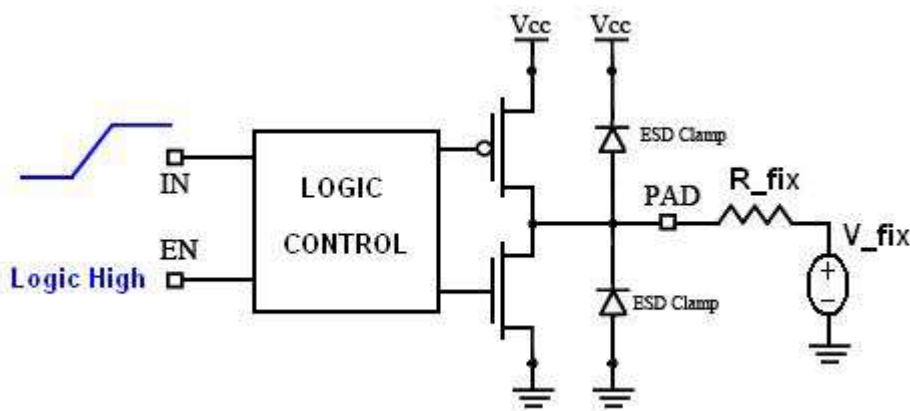 Vcc
Vcc
ESD Clamp
IN
LOGIC
CONTROL
PAD
R_fix
V_fix
EN
Logic High
ESD Clamp
+
−